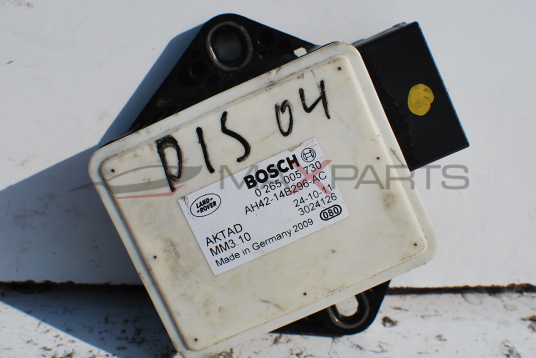 DIS 04
BOSCH
0 265 005 730
AH42-14B296-AC
LAND ROVER
AKTAD
24-10-11
MM3.10
3024126
Made in Germany 2009
080
MAXPARTS